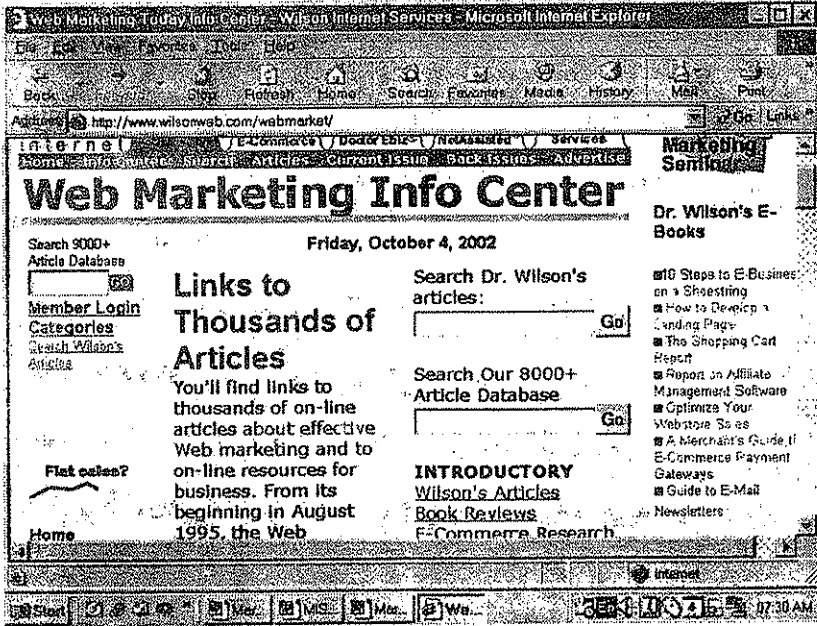 Web Marketing Today Info Center - Wilson Internet Services - Microsoft Internet Explorer
File Edit View Favorites Tools Help
Back Stop Refresh Home Search Favorites Media History Mail Print
Address http://www.wilsonweb.com/webmarket/ Go Links
Internet E-Commerce Doctor Ebiz NetAssisted Services
Home Info Center Search Articles Current Issue Back Issues Advertise
Marketing
Seminar
Web Marketing Info Center
Friday, October 4, 2002
Search 9000+
Article Database
Go
Member Login
Categories
Search Wilson's
Articles
Flat sales?
Home
Links to
Thousands of
Articles
You'll find links to
thousands of on-line
articles about effective
Web marketing and to
on-line resources for
business. From its
beginning in August
1995, the Web
Search Dr. Wilson's
articles:
Go
Search Our 8000+
Article Database
Go
INTRODUCTORY
Wilson's Articles
Book Reviews
E-Commerce Research
Dr. Wilson's E-
Books
10 Steps to E-Busines
on a Shoestring
How to Develop a
Landing Page
The Shopping Cart
Report
Report on Affiliate
Management Software
Optimize Your
Webstore Sales
A Merchant's Guide t
E-Commerce Payment
Gateways
Guide to E-Mail
Newsletters
Internet
Start Mar... MIS... Mar... We... 07:30 AM